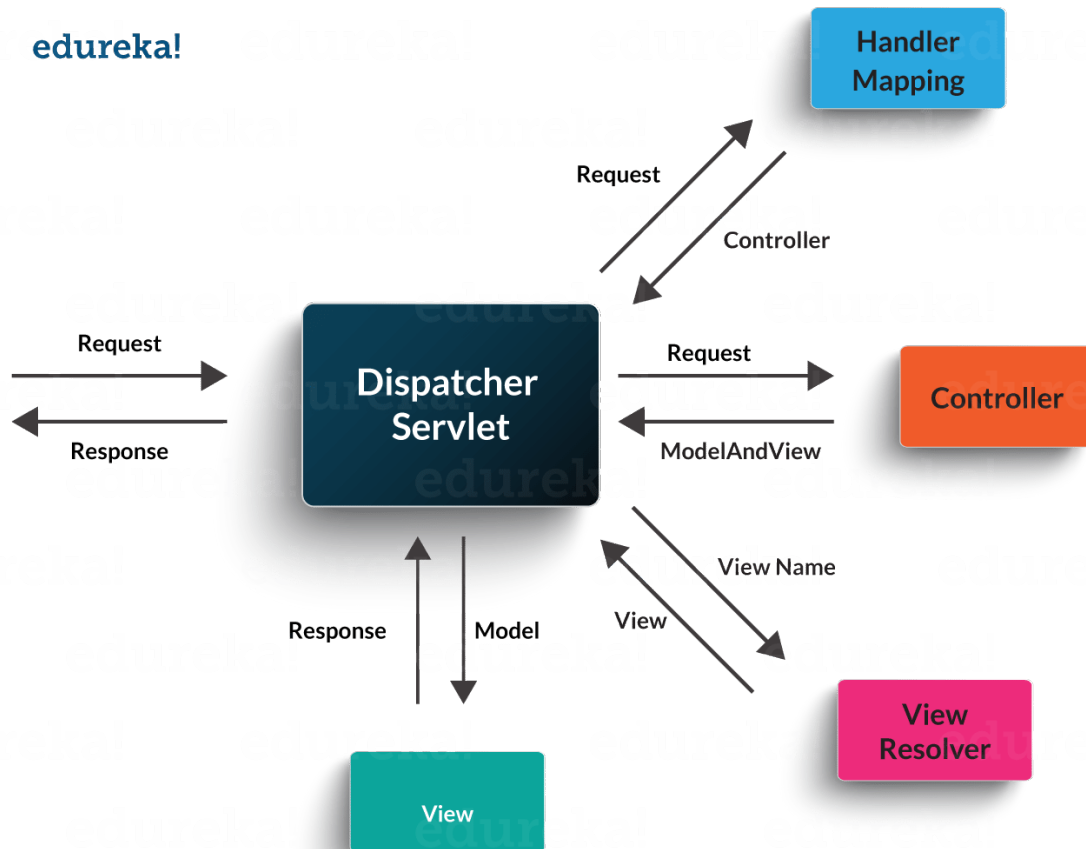 edureka!
Handler
Mapping
Request
Controller
Request
Response
Dispatcher
Servlet
Request
ModelAndView
Controller
View Name
View
Response
Model
View
Resolver
View